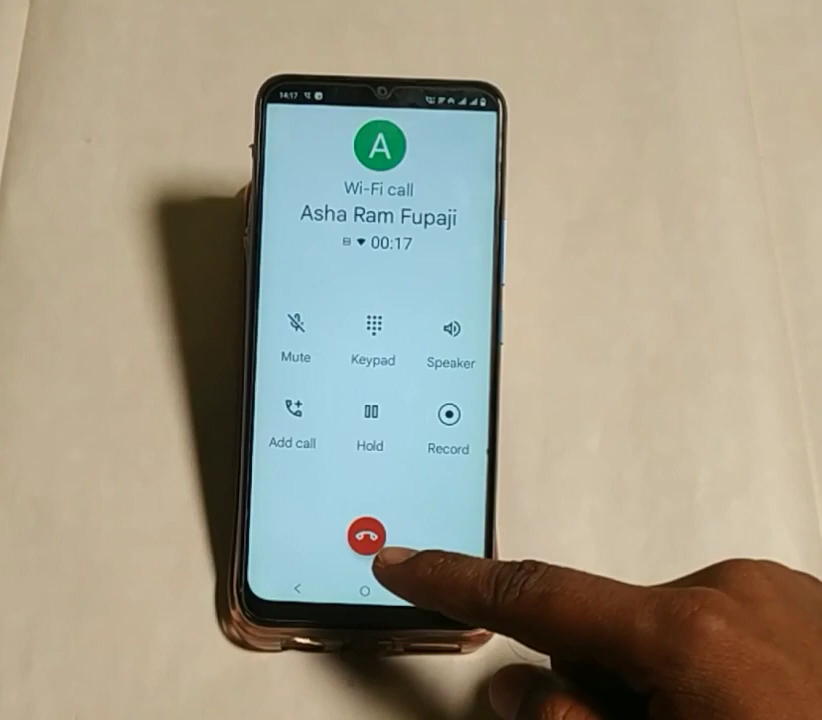 14:17
A
Wi-Fi call
Asha Ram Fupaji
00:17
Mute Keypad Speaker
Add call Hold Record